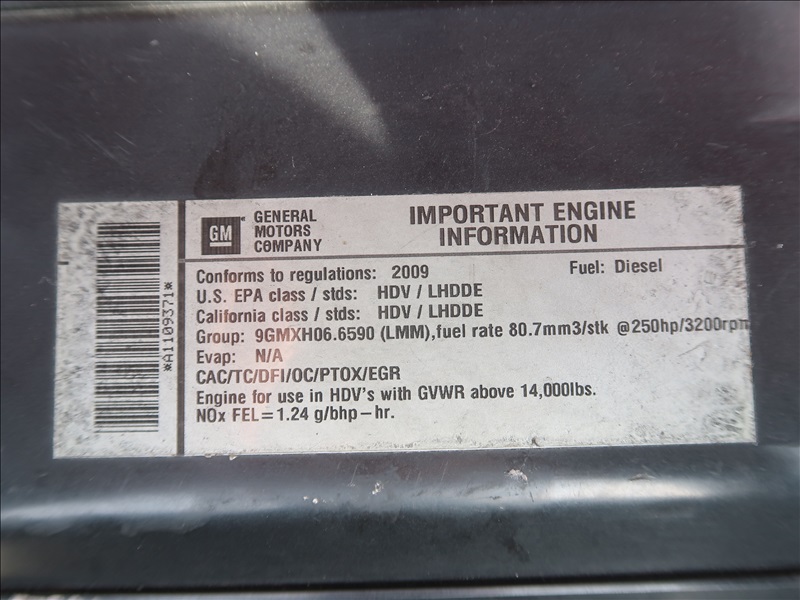 GM
GENERAL
MOTORS
COMPANY
IMPORTANT ENGINE
INFORMATION
*A1109371*
Conforms to regulations: 2009 Fuel: Diesel
U.S. EPA class / stds: HDV / LHDDE
California class / stds: HDV / LHDDE
Group: 9GMXH06.6590 (LMM),fuel rate 80.7mm3/stk @250hp/3200rpm
Evap: N/A
CAC/TC/DFI/OC/PTOX/EGR
Engine for use in HDV's with GVWR above 14,000lbs.
NOx FEL=1.24 g/bhp-hr.